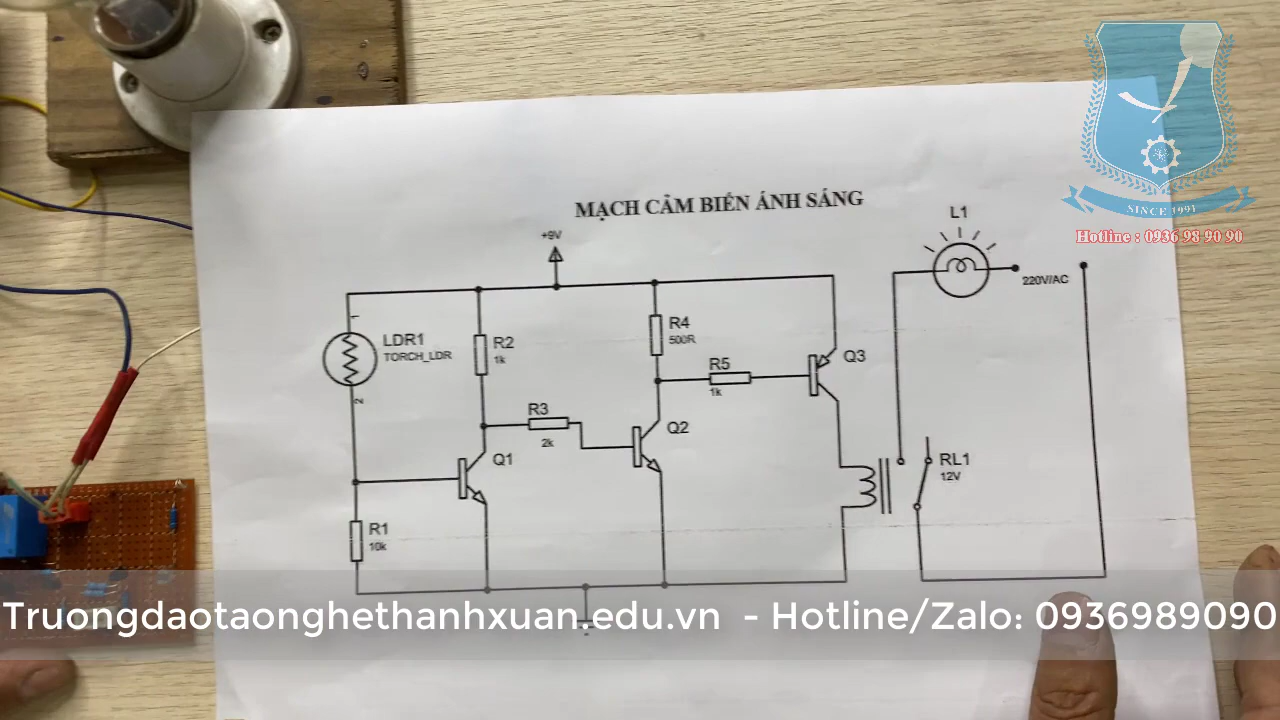 SINCE 1991
Hotline : 0936 98 90 90
MẠCH CẢM BIẾN ÁNH SÁNG
L1
+9V
220V/AC
1
LDR1
TORCH_LDR
2
R2
1k
R4
500R
Q3
R5
1k
R3
2k
Q2
Q1
RL1
12V
R1
10k
Truongdaotaonghethanhxuan.edu.vn - Hotline/Zalo: 0936989090